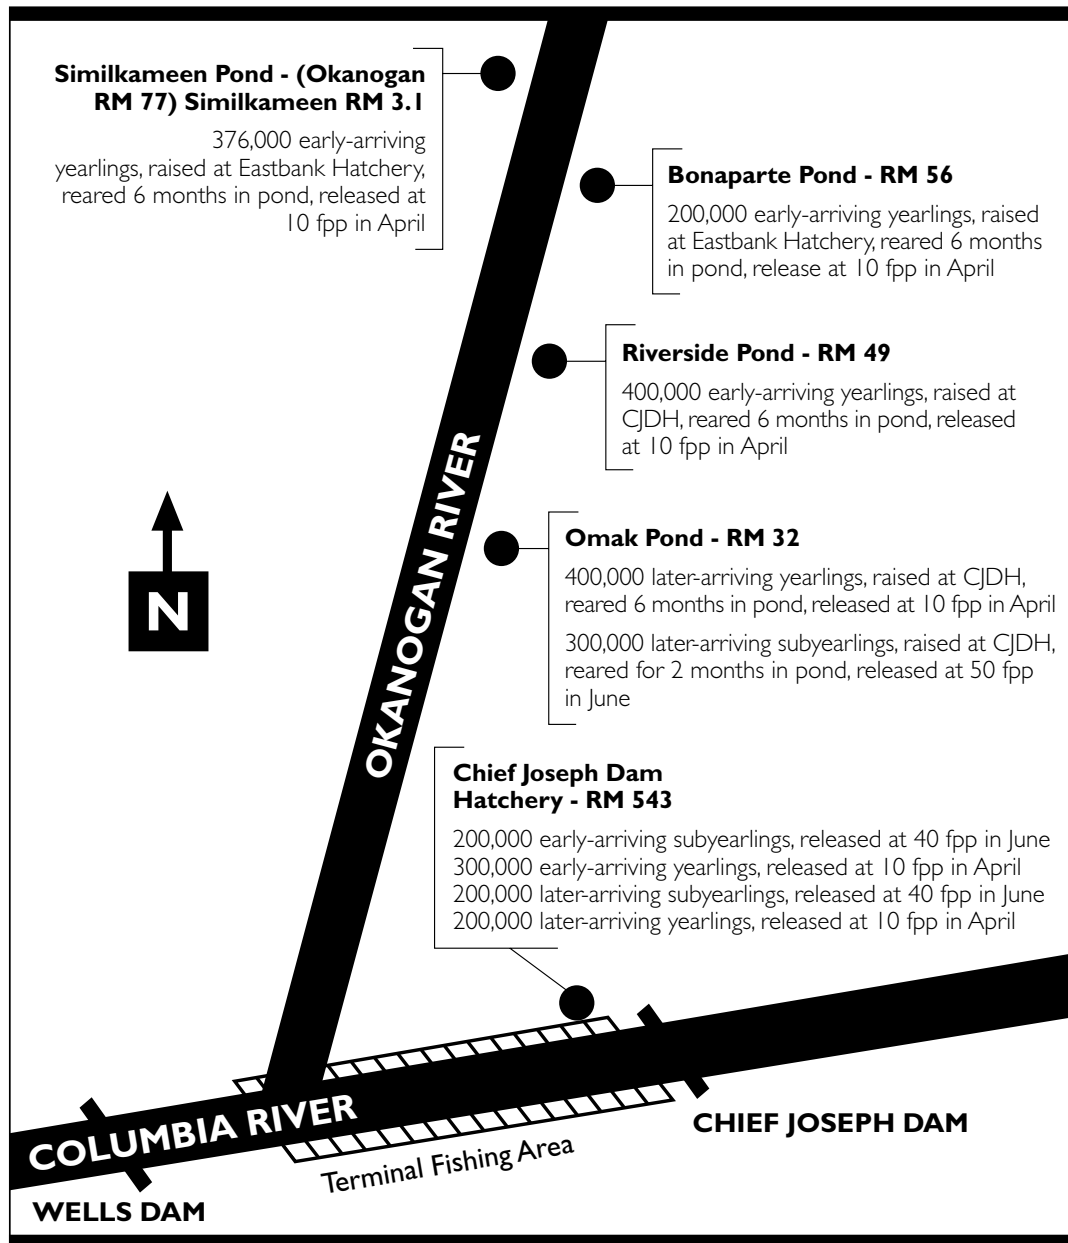 Similkameen Pond - (Okanogan
RM 77) Similkameen RM 3.1
376,000 early-arriving
yearlings, raised at Eastbank Hatchery,
reared 6 months in pond, released at
10 fpp in April
Bonaparte Pond - RM 56
200,000 early-arriving yearlings, raised
at Eastbank Hatchery, reared 6 months
in pond, release at 10 fpp in April
Riverside Pond - RM 49
400,000 early-arriving yearlings, raised at
CJDH, reared 6 months in pond, released
at 10 fpp in April
OKANOGAN RIVER
N
Omak Pond - RM 32
400,000 later-arriving yearlings, raised at CJDH,
reared 6 months in pond, released at 10 fpp in April
300,000 later-arriving subyearlings, raised at CJDH,
reared for 2 months in pond, released at 50 fpp
in June
Chief Joseph Dam
Hatchery - RM 543
200,000 early-arriving subyearlings, released at 40 fpp in June
300,000 early-arriving yearlings, released at 10 fpp in April
200,000 later-arriving subyearlings, released at 40 fpp in June
200,000 later-arriving yearlings, released at 10 fpp in April
COLUMBIA RIVER
CHIEF JOSEPH DAM
Terminal Fishing Area
WELLS DAM